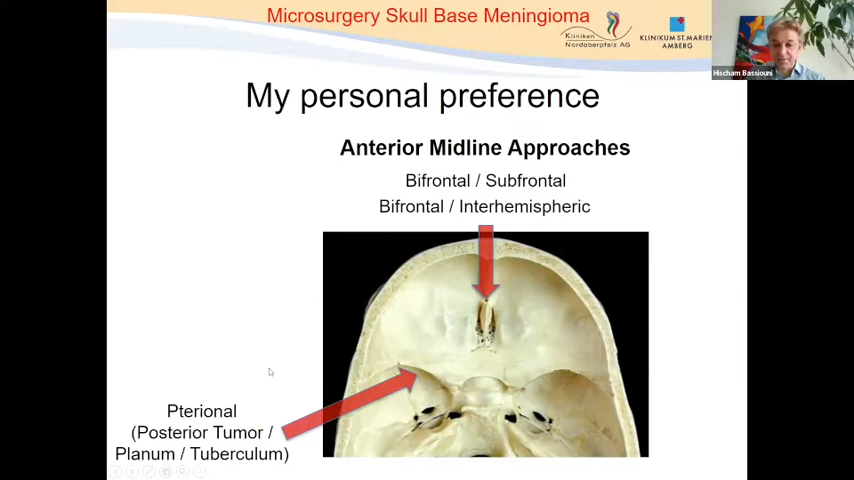 Microsurgery Skull Base Meningioma
Kliniken
Nordoberpfalz AG
KLINIKUM ST. MARIEN
AMBERG
Hischam Bassiouni
My personal preference
Anterior Midline Approaches
Bifrontal / Subfrontal
Bifrontal / Interhemispheric
Pterional
(Posterior Tumor /
Planum / Tuberculum)